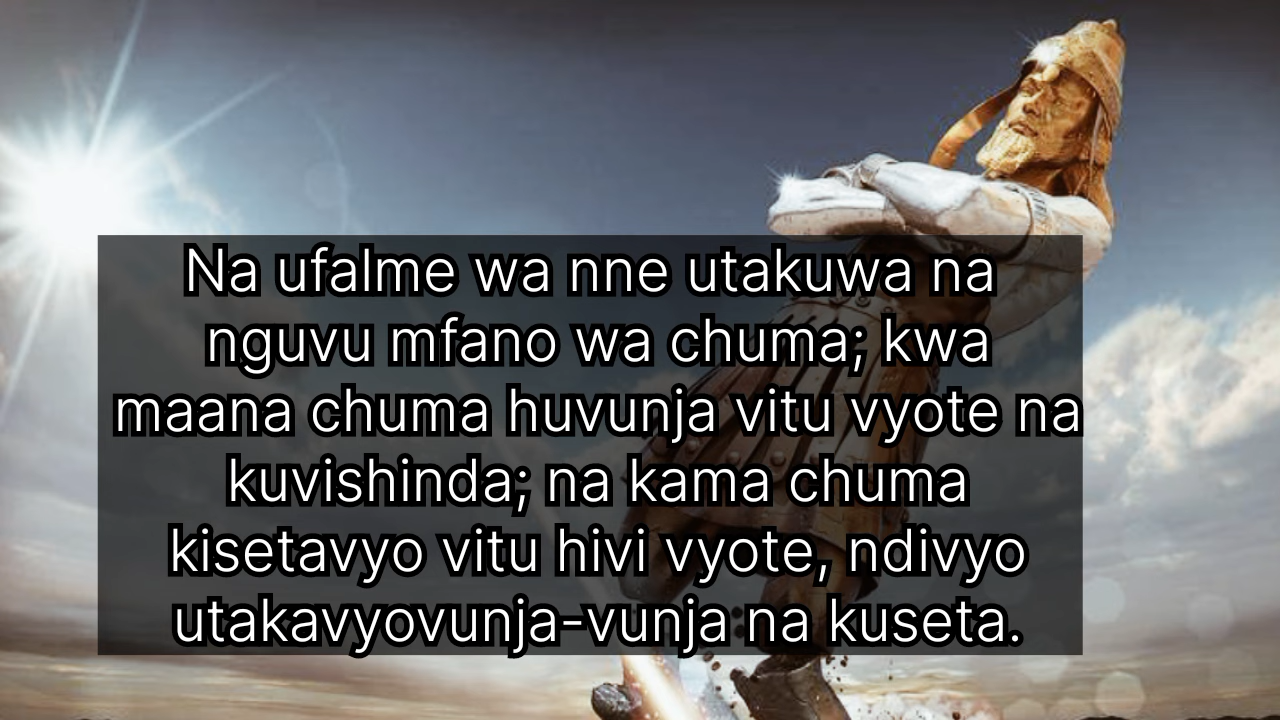 Na ufalme wa nne utakuwa na
nguvu mfano wa chuma; kwa
maana chuma huvunja vitu vyote na
kuvishinda; na kama chuma
kisetavyo vitu hivi vyote, ndivyo
utakavyovunja-vunja na kuseta.